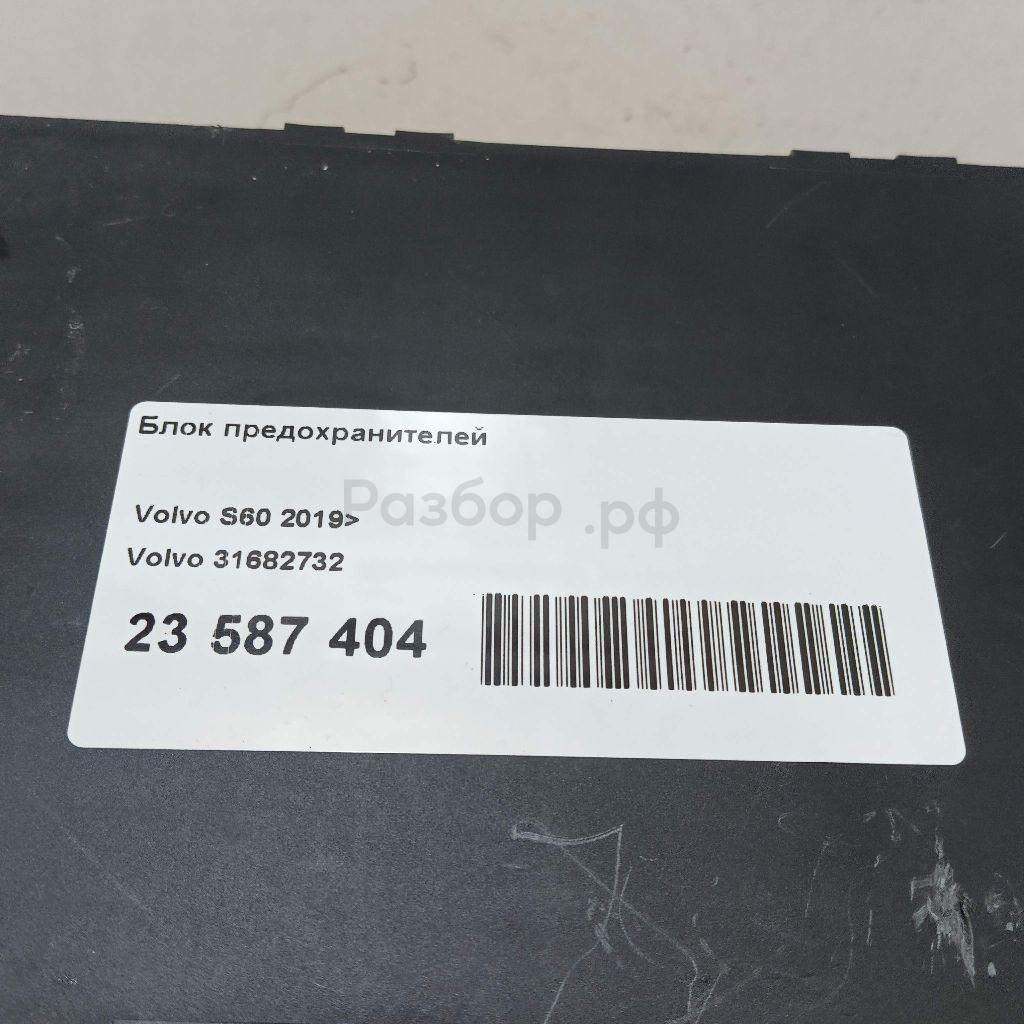 Блок предохранителей
Разбор.рф
Volvo S60 2019>
Volvo 31682732
23 587 404